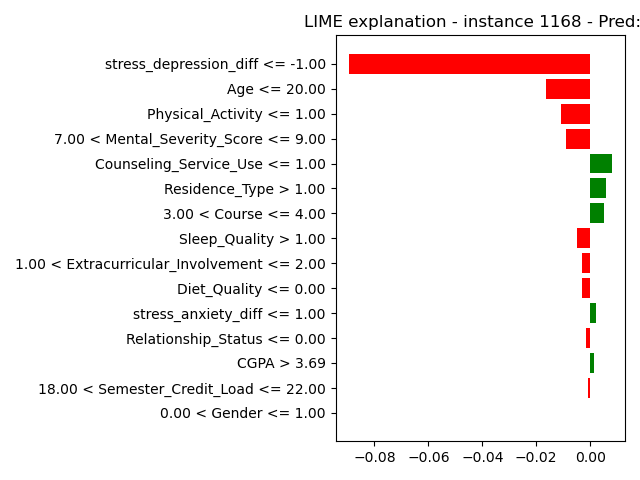 LIME explanation - instance 1168 - Pred:
stress_depression_diff <= -1.00
Age <= 20.00
Physical_Activity <= 1.00
7.00 < Mental_Severity_Score <= 9.00
Counseling_Service_Use <= 1.00
Residence_Type > 1.00
3.00 < Course <= 4.00
Sleep_Quality > 1.00
1.00 < Extracurricular_Involvement <= 2.00
Diet_Quality <= 0.00
stress_anxiety_diff <= 1.00
Relationship_Status <= 0.00
CGPA > 3.69
18.00 < Semester_Credit_Load <= 22.00
0.00 < Gender <= 1.00
−0.08 −0.06 −0.04 −0.02 0.00